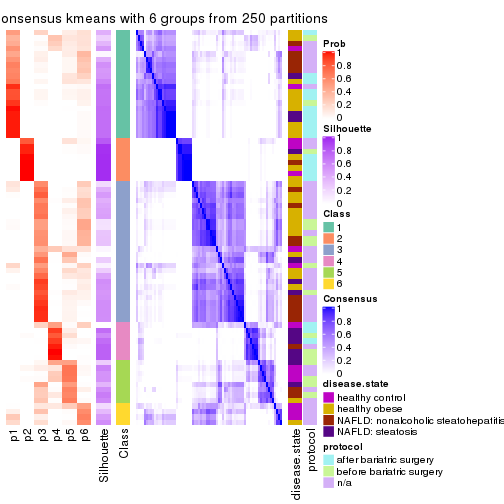 onsensus kmeans with 6 groups from 250 partitions
Prob
0.8
0.6
0.4
0.2
0
Silhouette
1
0.8
0.6
0.4
0.2
0
Class
1
2
3
4
5
6
Consensus
1
0.8
0.6
0.4
0.2
0
disease.state
healthy control
healthy obese
NAFLD: nonalcoholic steatohepatitis
NAFLD: steatosis
protocol
after bariatric surgery
before bariatric surgery
n/a
p1
p2
p3
p4
p5
p6
Silhouette
Class
disease.state
protocol